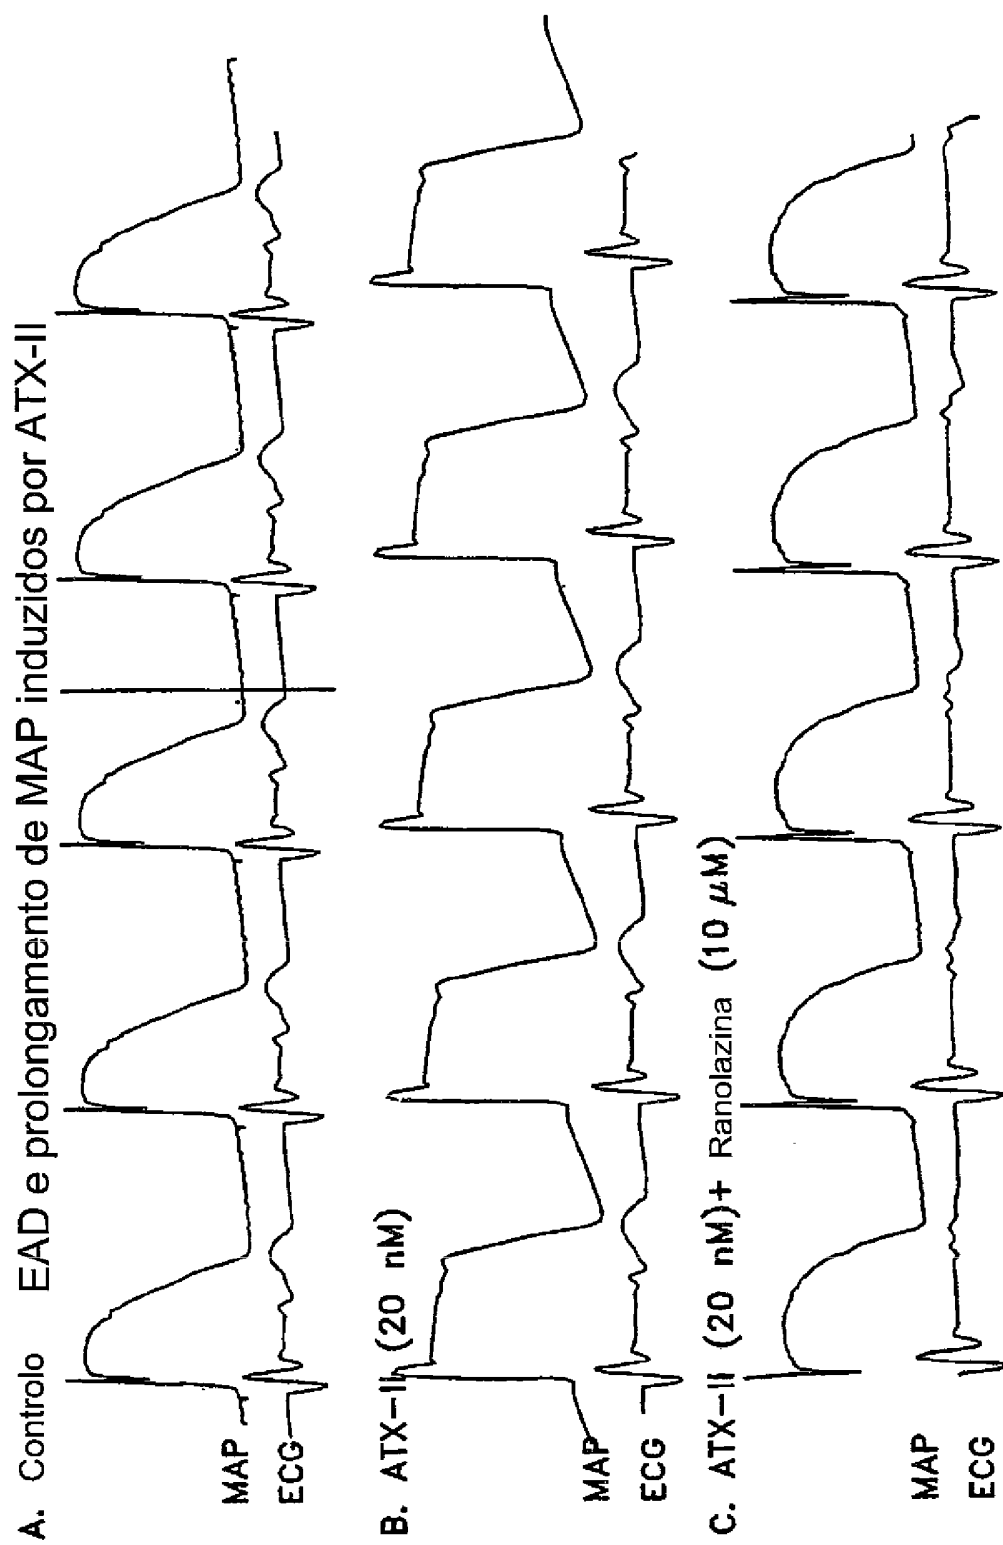 A. Controlo EAD e prolongamento de MAP induzidos por ATX-II
MAP
ECG
B. ATX-II (20 nM)
MAP
ECG
C. ATX-II (20 nM)+ Ranolazina (10 μM)
MAP
ECG